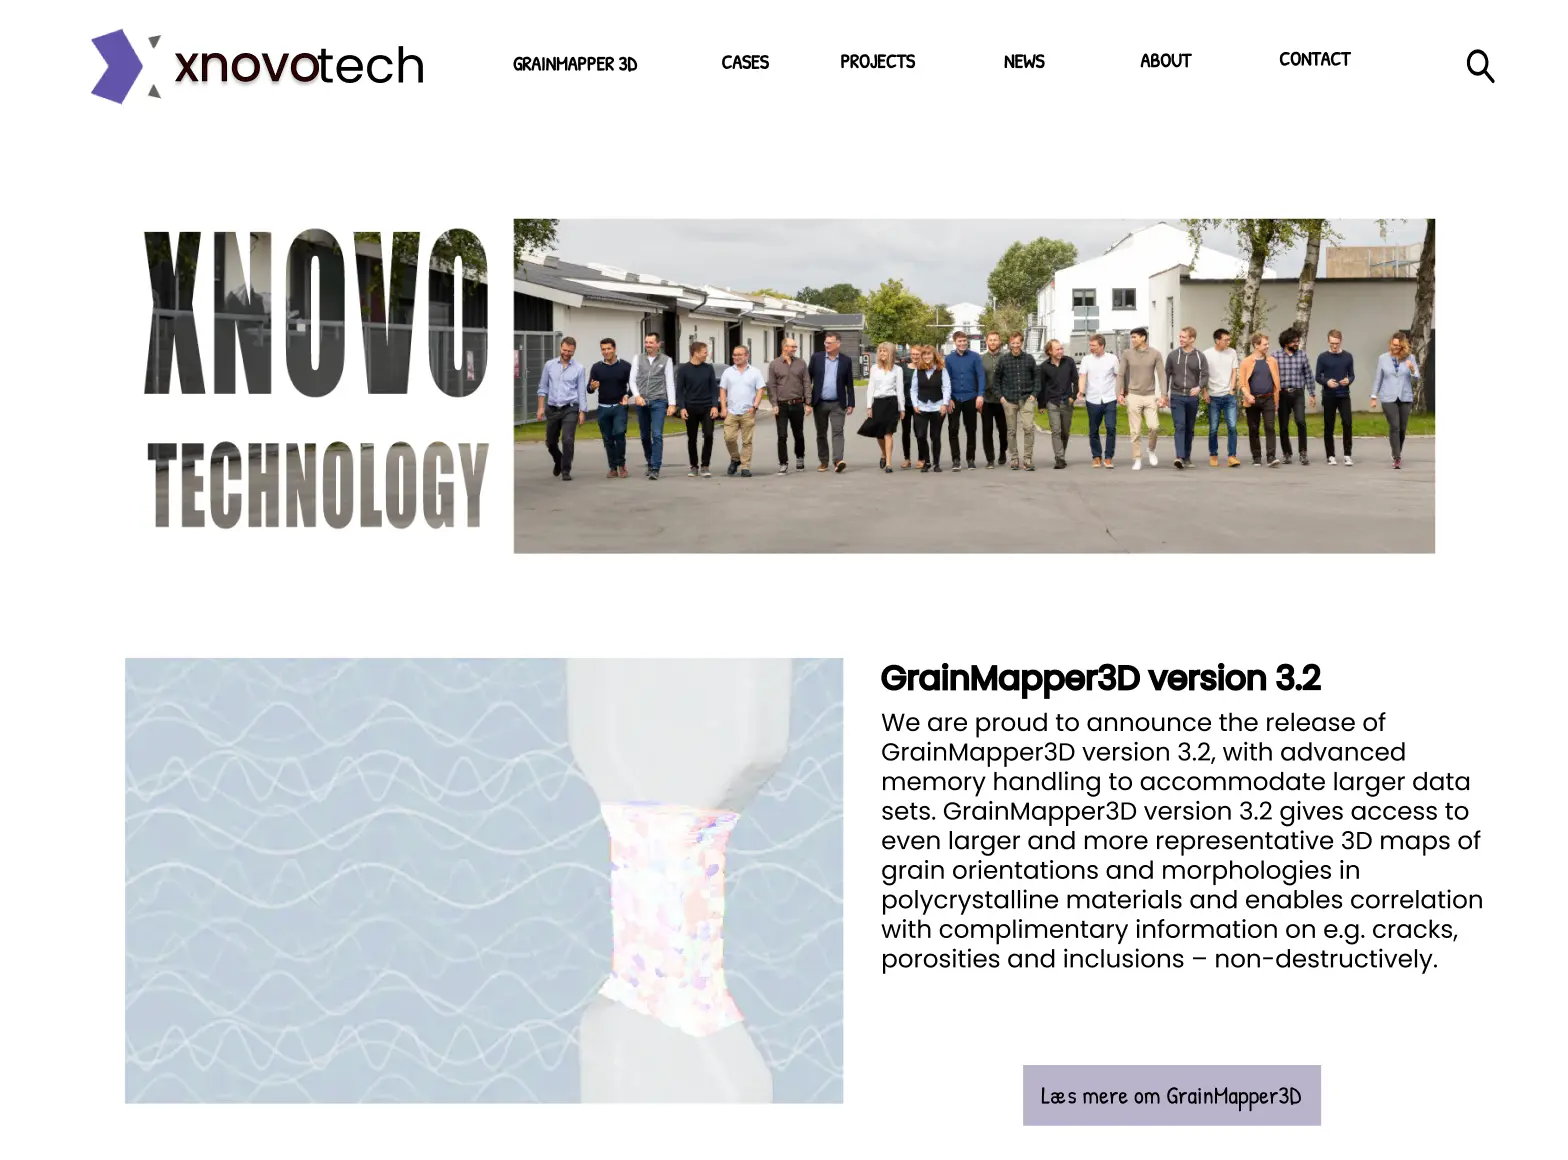 xnovotech
GRAINMAPPER 3D
CASES
PROJECTS
NEWS
ABOUT
CONTACT
XNOVO
TECHNOLOGY
GrainMapper3D version 3.2
We are proud to announce the release of
GrainMapper3D version 3.2, with advanced
memory handling to accommodate larger data
sets. GrainMapper3D version 3.2 gives access to
even larger and more representative 3D maps of
grain orientations and morphologies in
polycrystalline materials and enables correlation
with complimentary information on e.g. cracks,
porosities and inclusions – non-destructively.
Læs mere om GrainMapper3D